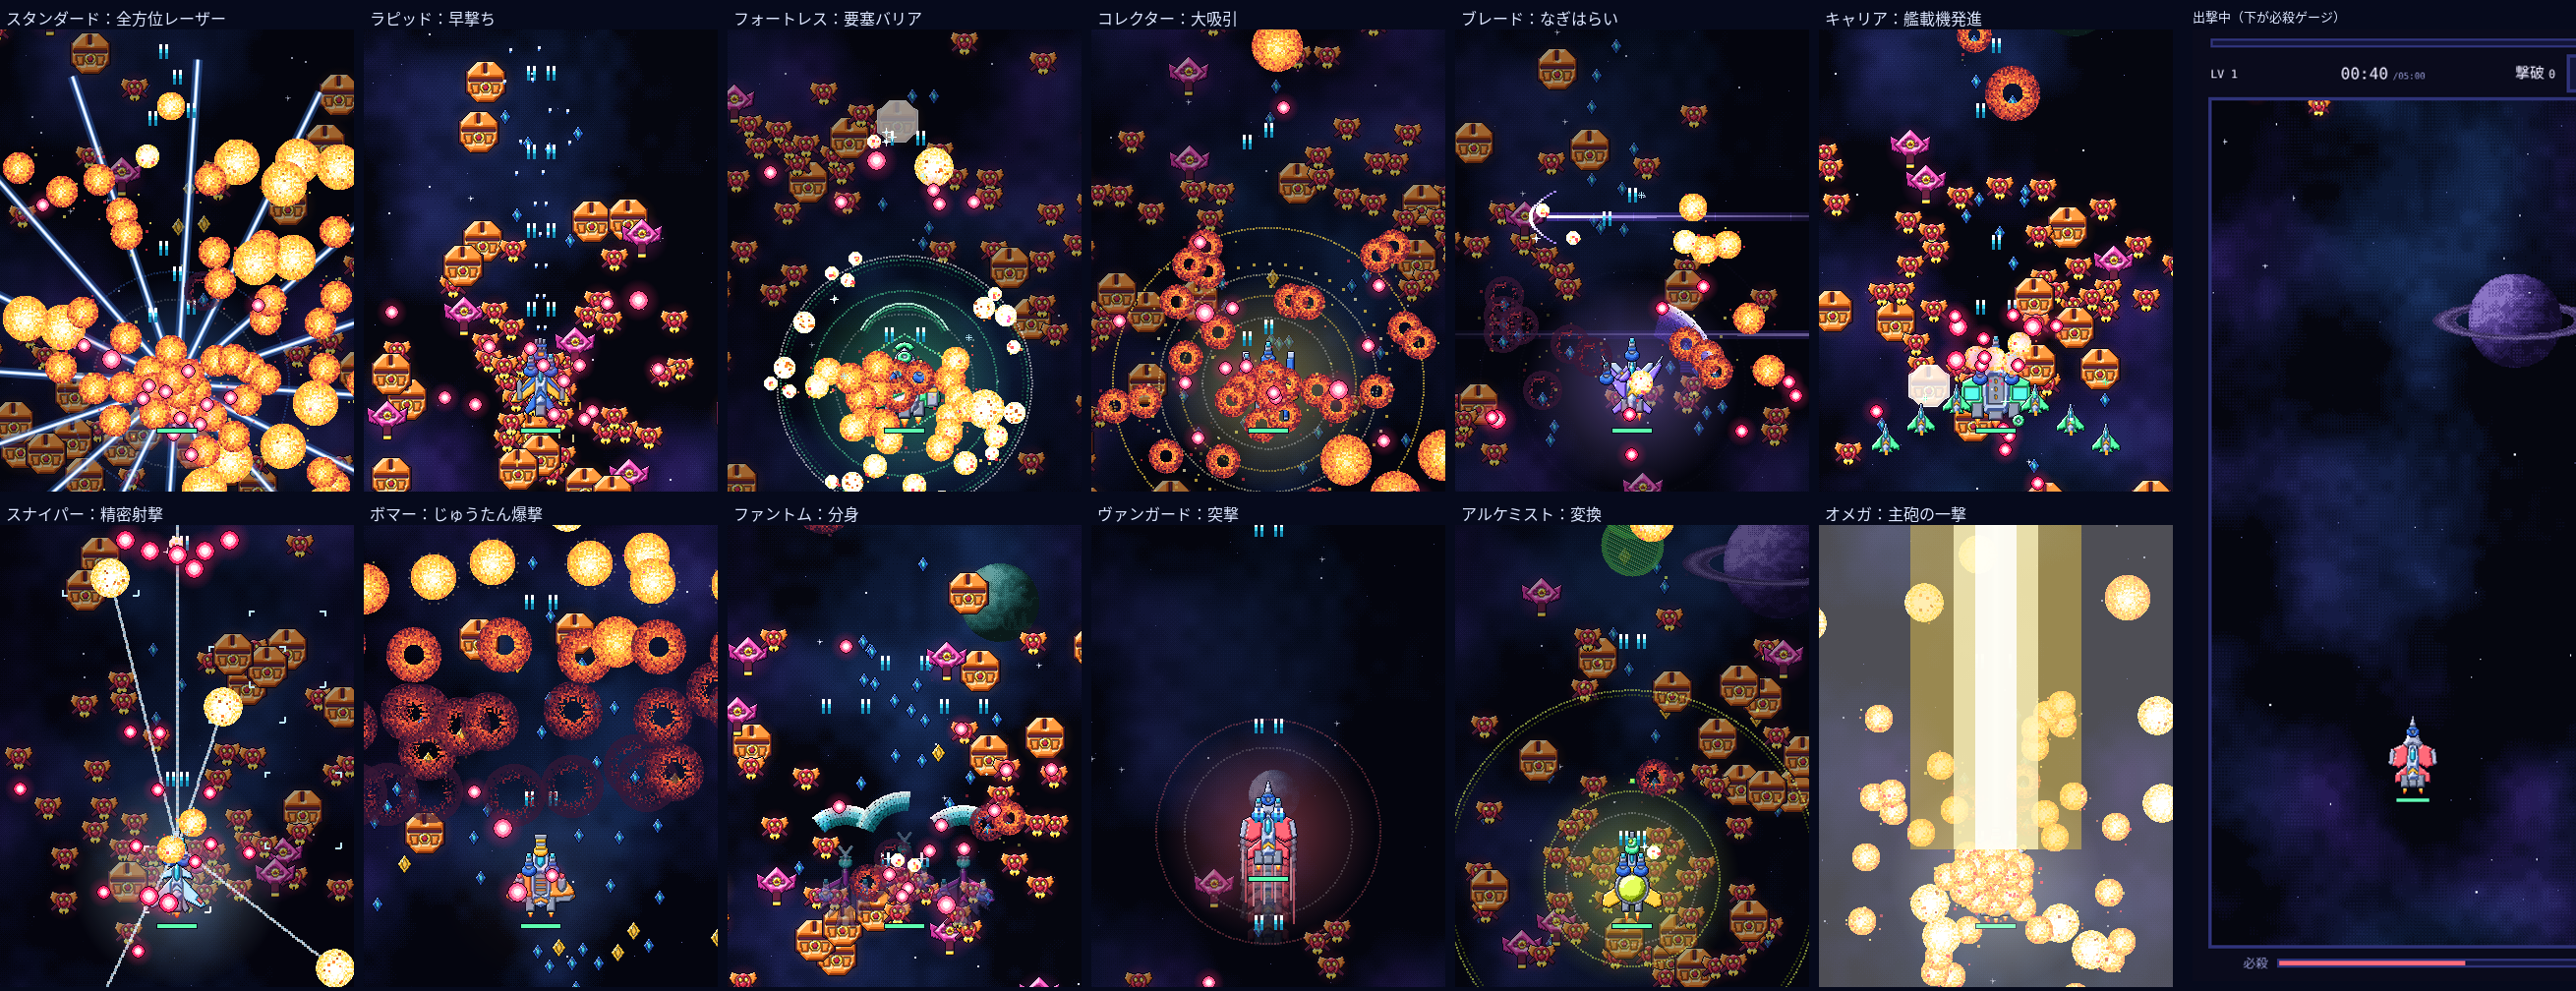 スタンダード：全方位レーザー
ラピッド：早撃ち
フォートレス：要塞バリア
コレクター：大吸引
ブレード：なぎはらい
キャリア：艦載機発進
出撃中（下が必殺ゲージ）
LV 1
00:40 /05:00
撃破 0
スナイパー：精密射撃
ボマー：じゅうたん爆撃
ファントム：分身
ヴァンガード：突撃
アルケミスト：変換
オメガ：主砲の一撃
必殺